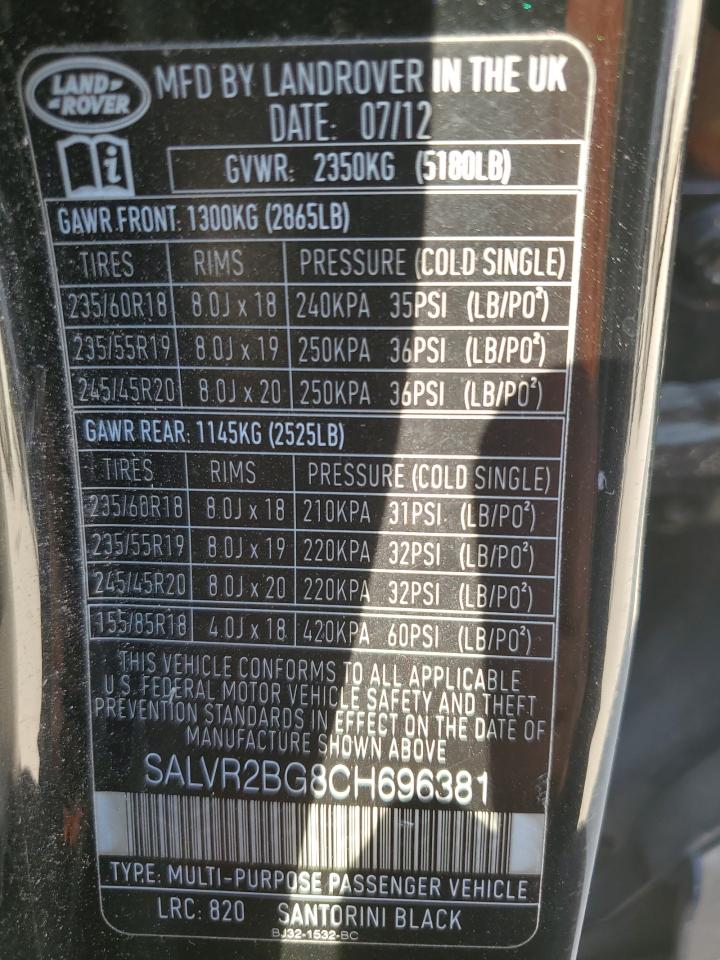 LAND-
-ROVER
MFD BY LANDROVER IN THE UK
DATE: 07/12
i
GVWR: 2350KG (5180LB)
GAWR FRONT: 1300KG (2865LB)
TIRES RIMS PRESSURE (COLD SINGLE)
235/60R18 8.0J x 18 240KPA 35PSI (LB/PO²)
235/55R19 8.0J x 19 250KPA 36PSI (LB/PO²)
245/45R20 8.0J x 20 250KPA 36PSI (LB/PO²)
GAWR REAR: 1145KG (2525LB)
TIRES RIMS PRESSURE (COLD SINGLE)
235/60R18 8.0J x 18 210KPA 31PSI (LB/PO²)
235/55R19 8.0J x 19 220KPA 32PSI (LB/PO²)
245/45R20 8.0J x 20 220KPA 32PSI (LB/PO²)
155/85R18 4.0J x 18 420KPA 60PSI (LB/PO²)
THIS VEHICLE CONFORMS TO ALL APPLICABLE
U.S. FEDERAL MOTOR VEHICLE SAFETY AND THEFT
PREVENTION STANDARDS IN EFFECT ON THE DATE OF
MANUFACTURE SHOWN ABOVE
SALVR2BG8CH696381
TYPE: MULTI-PURPOSE PASSENGER VEHICLE
LRC: 820 SANTORINI BLACK
BJ32-1532-BC